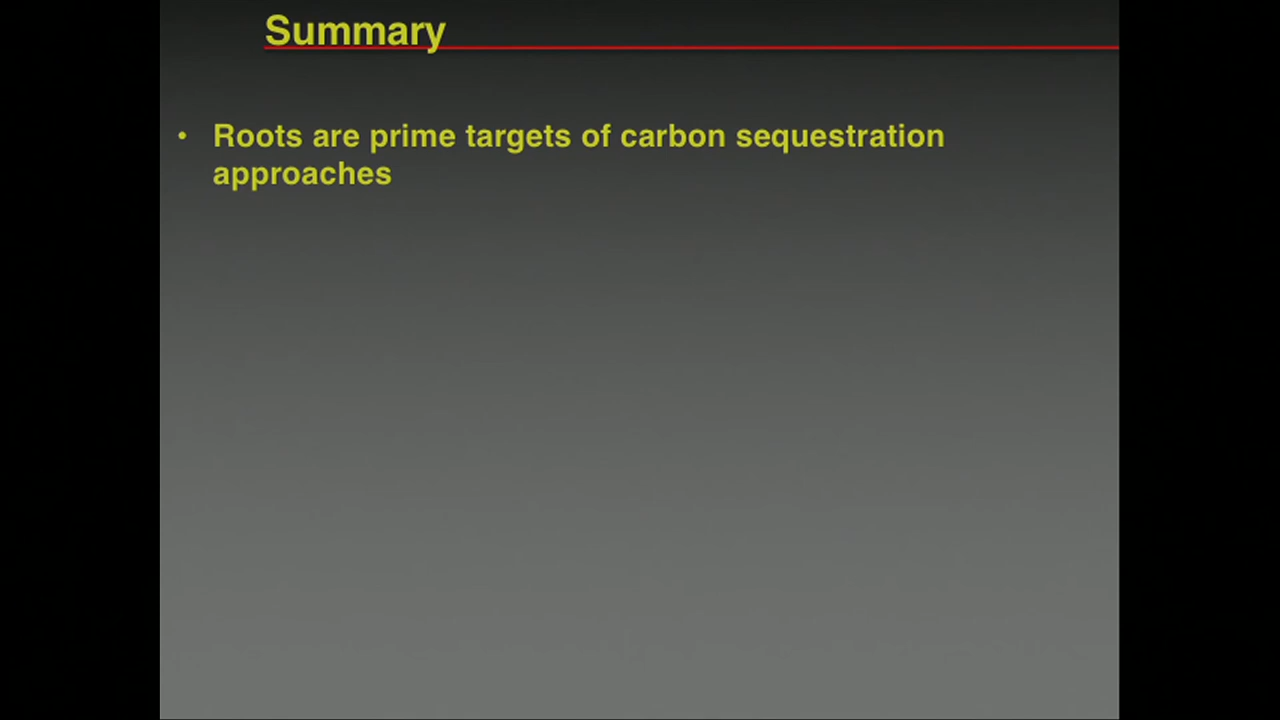 Summary
• Roots are prime targets of carbon sequestration
approaches